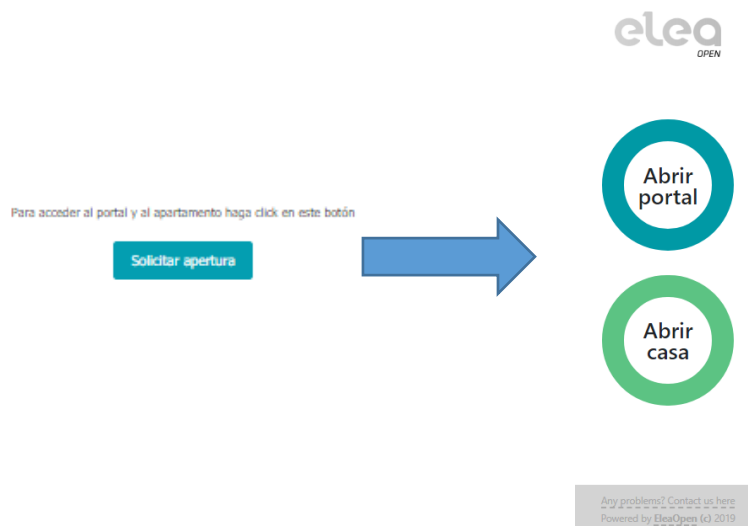 elea
OPEN
Para acceder al portal y al apartamento haga click en este botón
Solicitar apertura
Abrir
portal
Abrir
casa
Any problems? Contact us here
Powered by EleaOpen (c) 2019